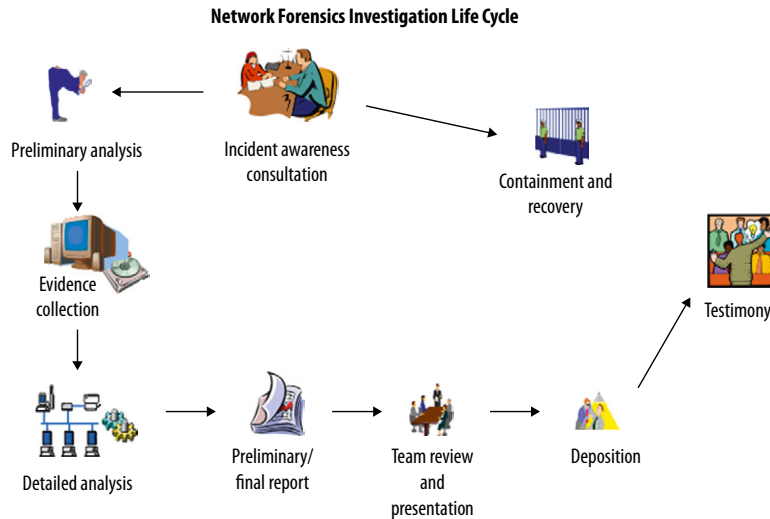 Network Forensics Investigation Life Cycle
Preliminary analysis
Incident awareness
consultation
Containment and
recovery
Evidence
collection
Testimony
Detailed analysis
Preliminary/
final report
Team review
and
presentation
Deposition